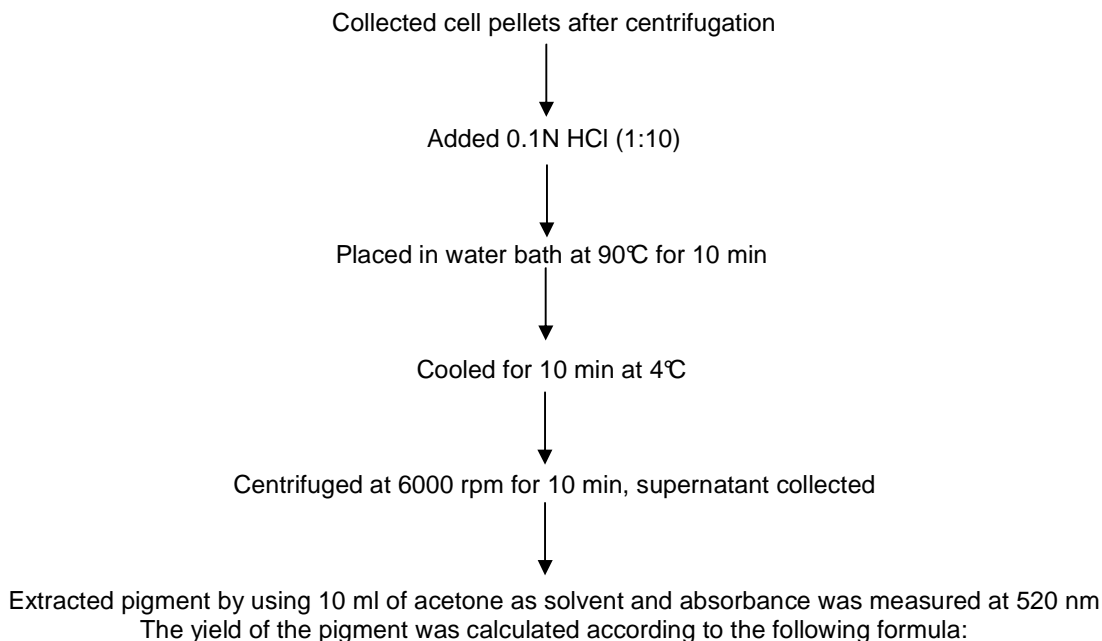 Collected cell pellets after centrifugation
Added 0.1N HCl (1:10)
Placed in water bath at 90℃ for 10 min
Cooled for 10 min at 4℃
Centrifuged at 6000 rpm for 10 min, supernatant collected
Extracted pigment by using 10 ml of acetone as solvent and absorbance was measured at 520 nm
The yield of the pigment was calculated according to the following formula: